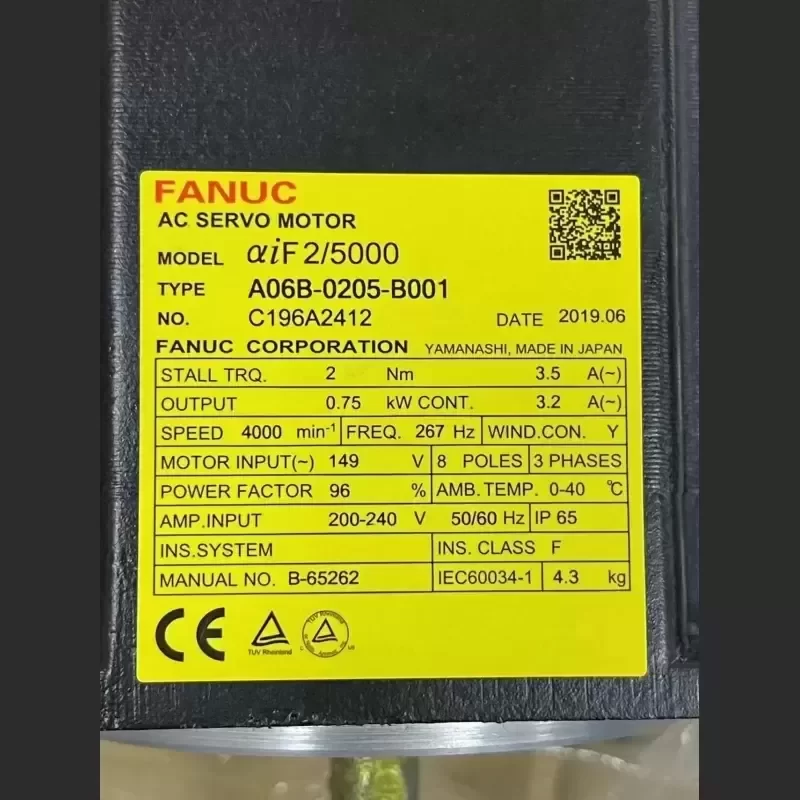 FANUC
AC SERVO MOTOR
MODEL αiF 2/5000
TYPE A06B-0205-B001
NO. C196A2412 DATE 2019.06
FANUC CORPORATION YAMANASHI, MADE IN JAPAN
STALL TRQ. 2 Nm 3.5 A(~)
OUTPUT 0.75 kW CONT. 3.2 A(~)
SPEED 4000 min-1 FREQ. 267 Hz WIND.CON. Y
MOTOR INPUT(~) 149 V 8 POLES 3 PHASES
POWER FACTOR 96 % AMB. TEMP. 0-40 ℃
AMP.INPUT 200-240 V 50/60 Hz IP 65
INS.SYSTEM INS. CLASS F
MANUAL NO. B-65262 IEC60034-1 4.3 kg
CE
TUV Rheinland
TUV Rheinland
C US